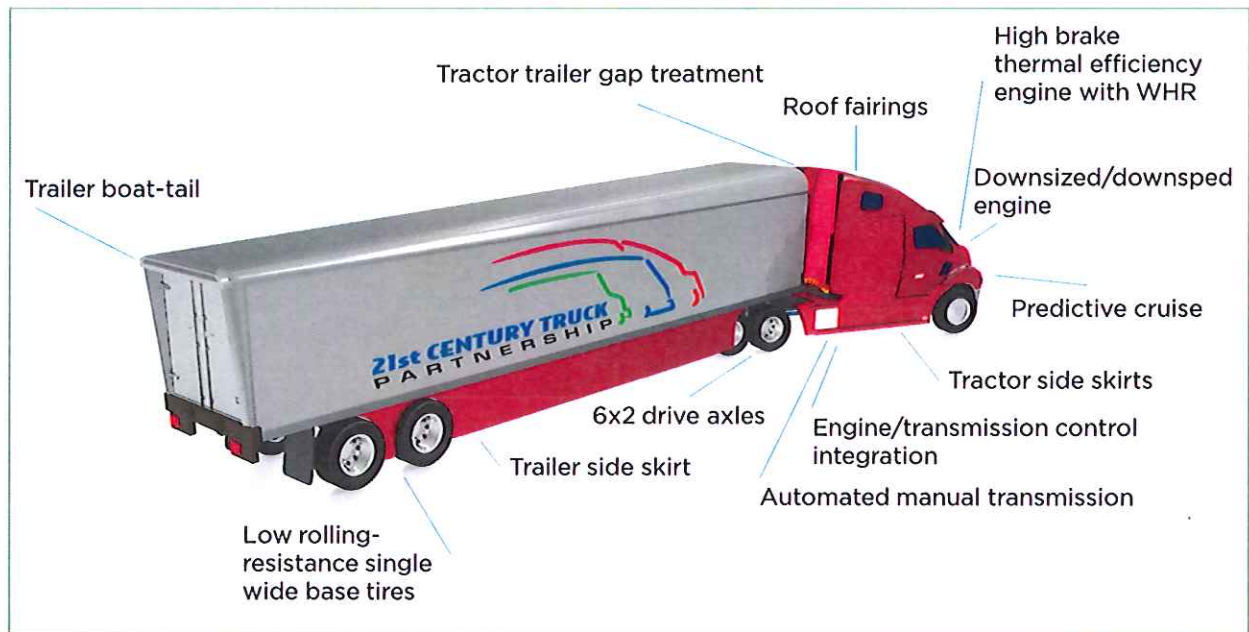 High brake
thermal efficiency
engine with WHR
Tractor trailer gap treatment
Roof fairings
Trailer boat-tail
Downsized/downsped
engine
Predictive cruise
21st CENTURY TRUCK
PARTNERSHIP
Tractor side skirts
6x2 drive axles
Engine/transmission control
integration
Trailer side skirt
Automated manual transmission
Low rolling-
resistance single
wide base tires